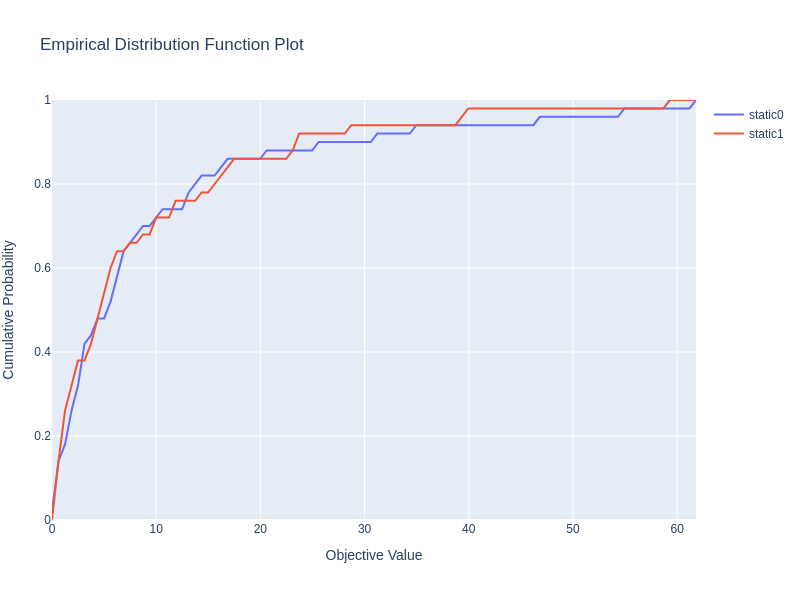 Empirical Distribution Function Plot
1
0.8
0.6
0.4
0.2
0
0 10 20 30 40 50 60
Cumulative Probability
Objective Value
static0
static1